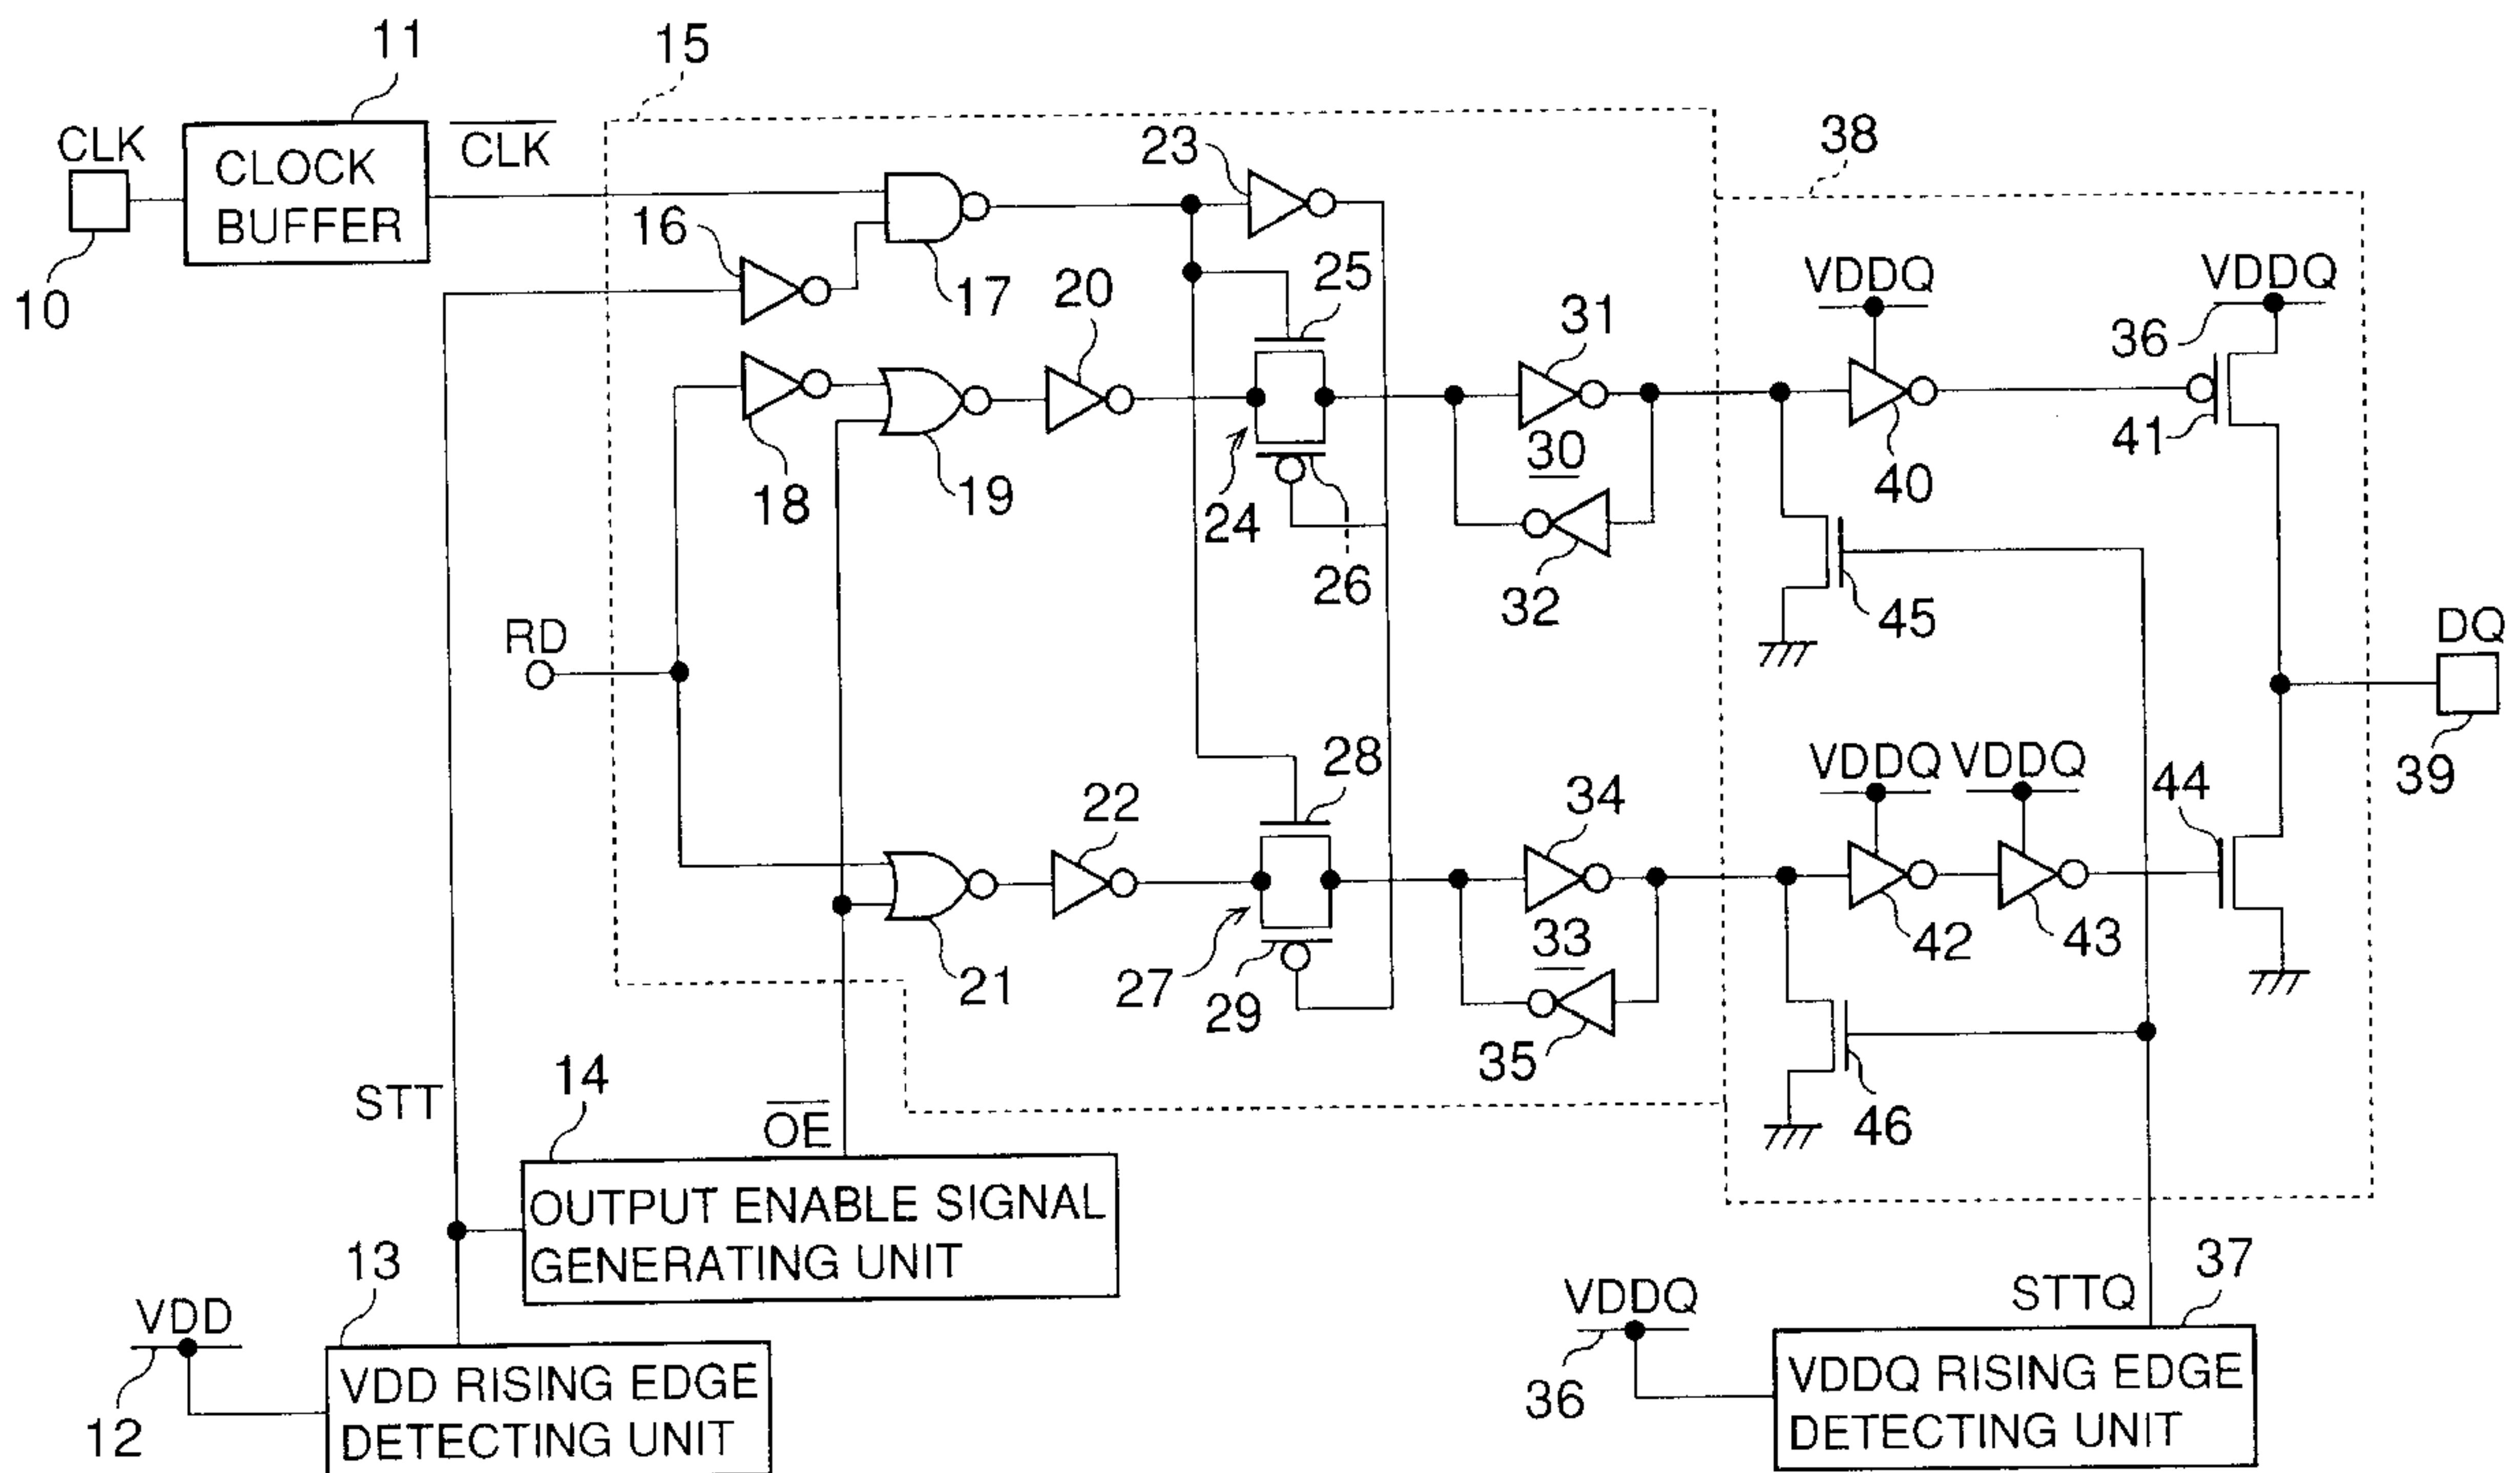 11
15
CLK
CLOCK
BUFFER
CLK
10
16
17
23
25
38
VDDQ
VDDQ
36
20
31
18
19
24
26
30
32
40
41
45
RD
DQ
39
28
22
34
VDDQ
VDDQ
44
21
27
29
33
35
42
43
46
STT
14
OE
OUTPUT ENABLE SIGNAL
GENERATING UNIT
13
VDD
12
VDD RISING EDGE
DETECTING UNIT
VDDQ
36
STTQ
37
VDDQ RISING EDGE
DETECTING UNIT